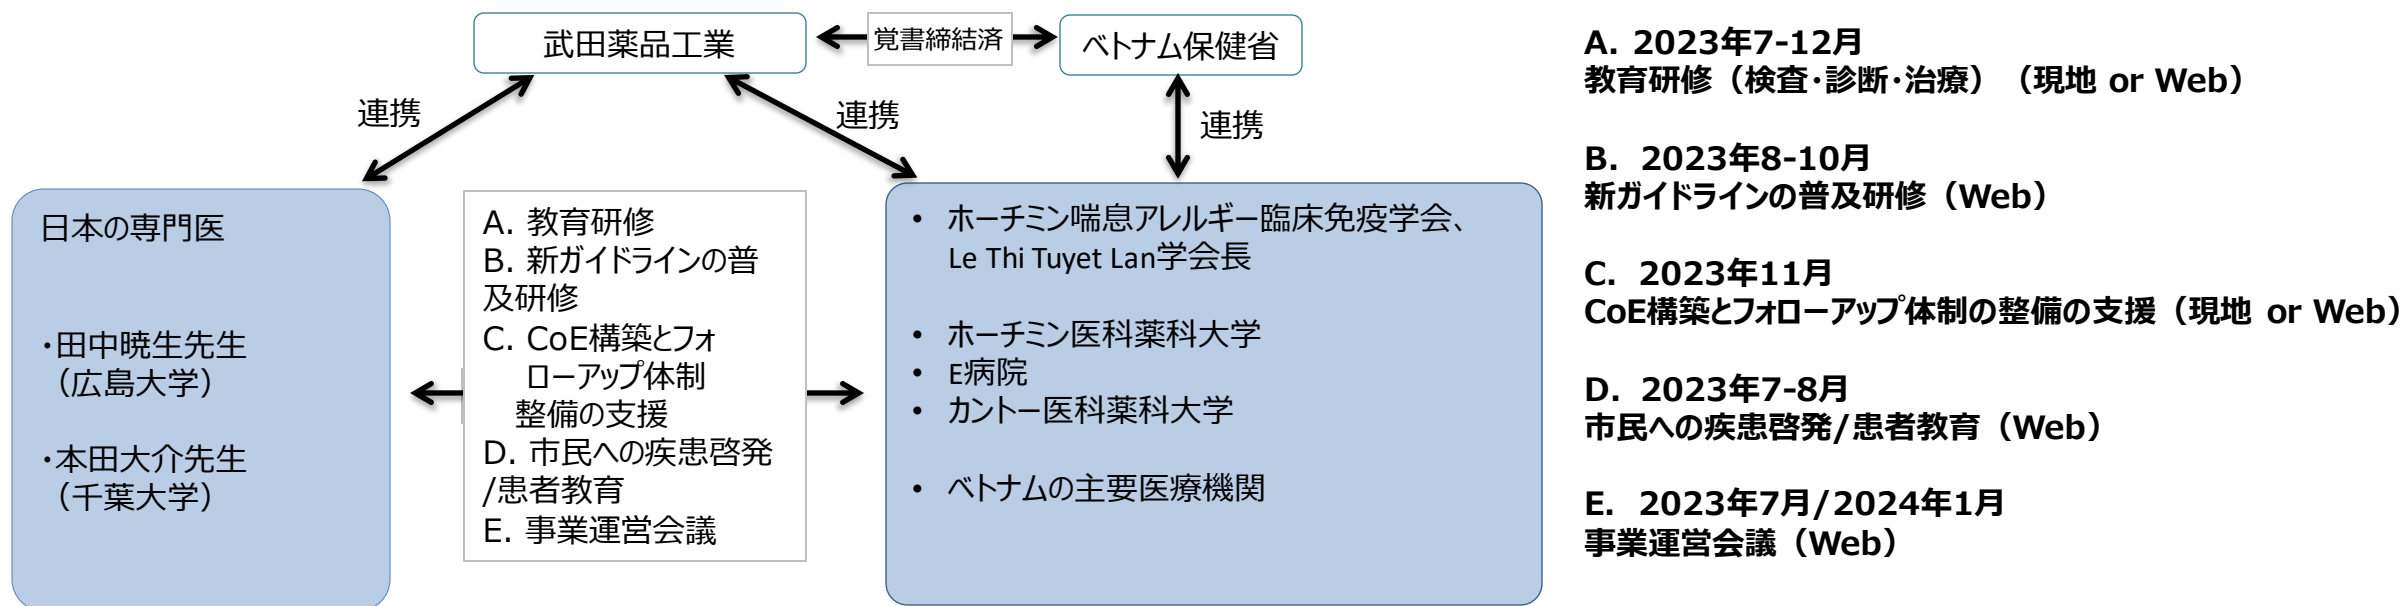 武田薬品工業
覚書締結済
ベトナム保健省
連携
連携
連携
日本の専門医
・田中暁生先生
（広島大学）
・本田大介先生
（千葉大学）
A. 教育研修
B. 新ガイドラインの普
及研修
C. CoE構築とフォ
ローアップ体制
整備の支援
D. 市民への疾患啓発
/患者教育
E. 事業運営会議
• ホーチミン喘息アレルギー臨床免疫学会、
Le Thi Tuyet Lan学会長
• ホーチミン医科薬科大学
• E病院
• カントー医科薬科大学
• ベトナムの主要医療機関
A. 2023年7-12月
教育研修（検査・診断・治療）（現地 or Web）
B. 2023年8-10月
新ガイドラインの普及研修（Web）
C. 2023年11月
CoE構築とフォローアップ体制の整備の支援（現地 or Web）
D. 2023年7-8月
市民への疾患啓発/患者教育（Web）
E. 2023年7月/2024年1月
事業運営会議（Web）